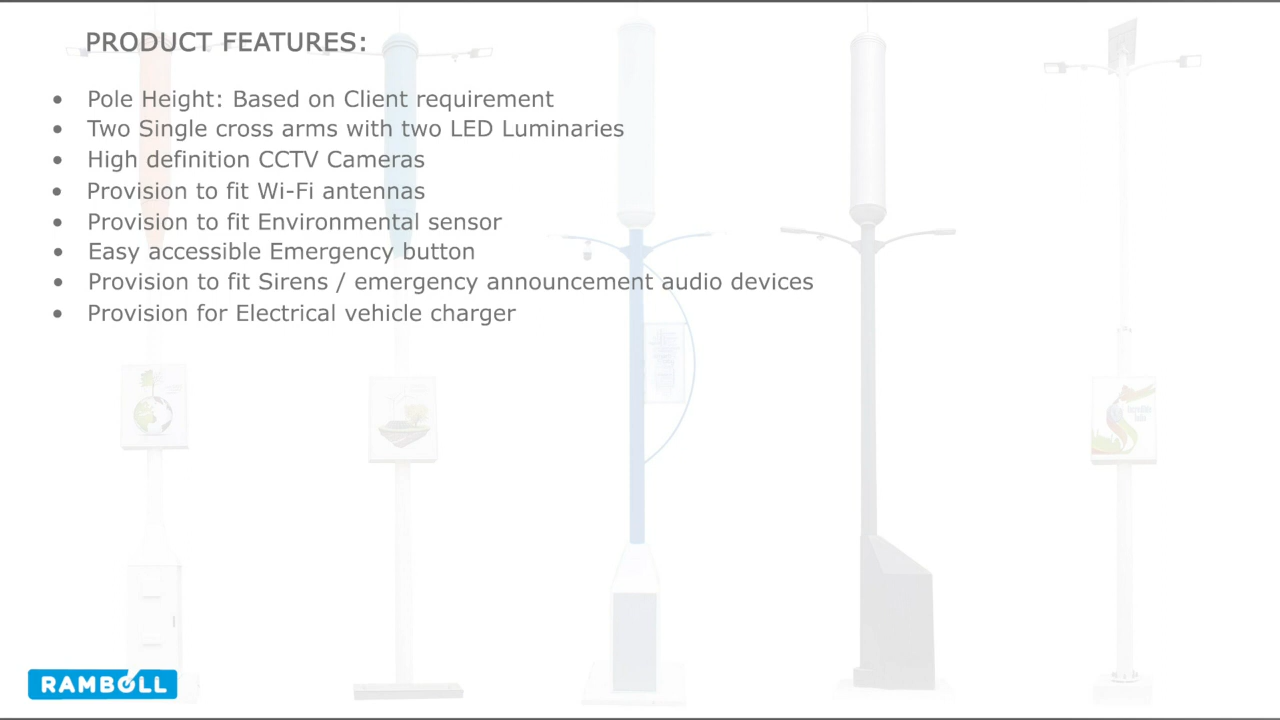 PRODUCT FEATURES:
• Pole Height: Based on Client requirement
• Two Single cross arms with two LED Luminaries
• High definition CCTV Cameras
• Provision to fit Wi-Fi antennas
• Provision to fit Environmental sensor
• Easy accessible Emergency button
• Provision to fit Sirens / emergency announcement audio devices
• Provision for Electrical vehicle charger
RAMBOLL